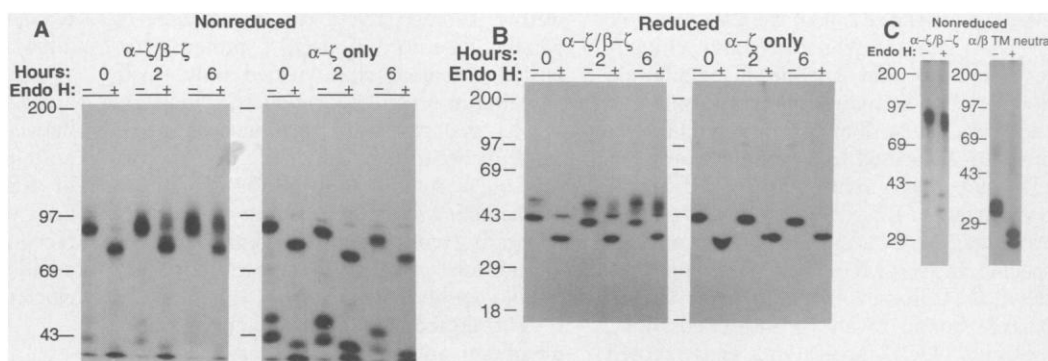 A
Nonreduced
α–ζ/β–ζ
α–ζ only
Hours: 0 2 6 0 2 6
Endo H: – + – + – + – + – + – +
200
97
69
43
B
Reduced
α–ζ/β–ζ
α–ζ only
Hours: 0 2 6 0 2 6
Endo H: – + – + – + – + – + – +
200
97
69
43
29
18
C
Nonreduced
α–ζ/β–ζ
α/β TM neutral
Endo H: – + – +
200
97
69
43
29
97
69
43
29